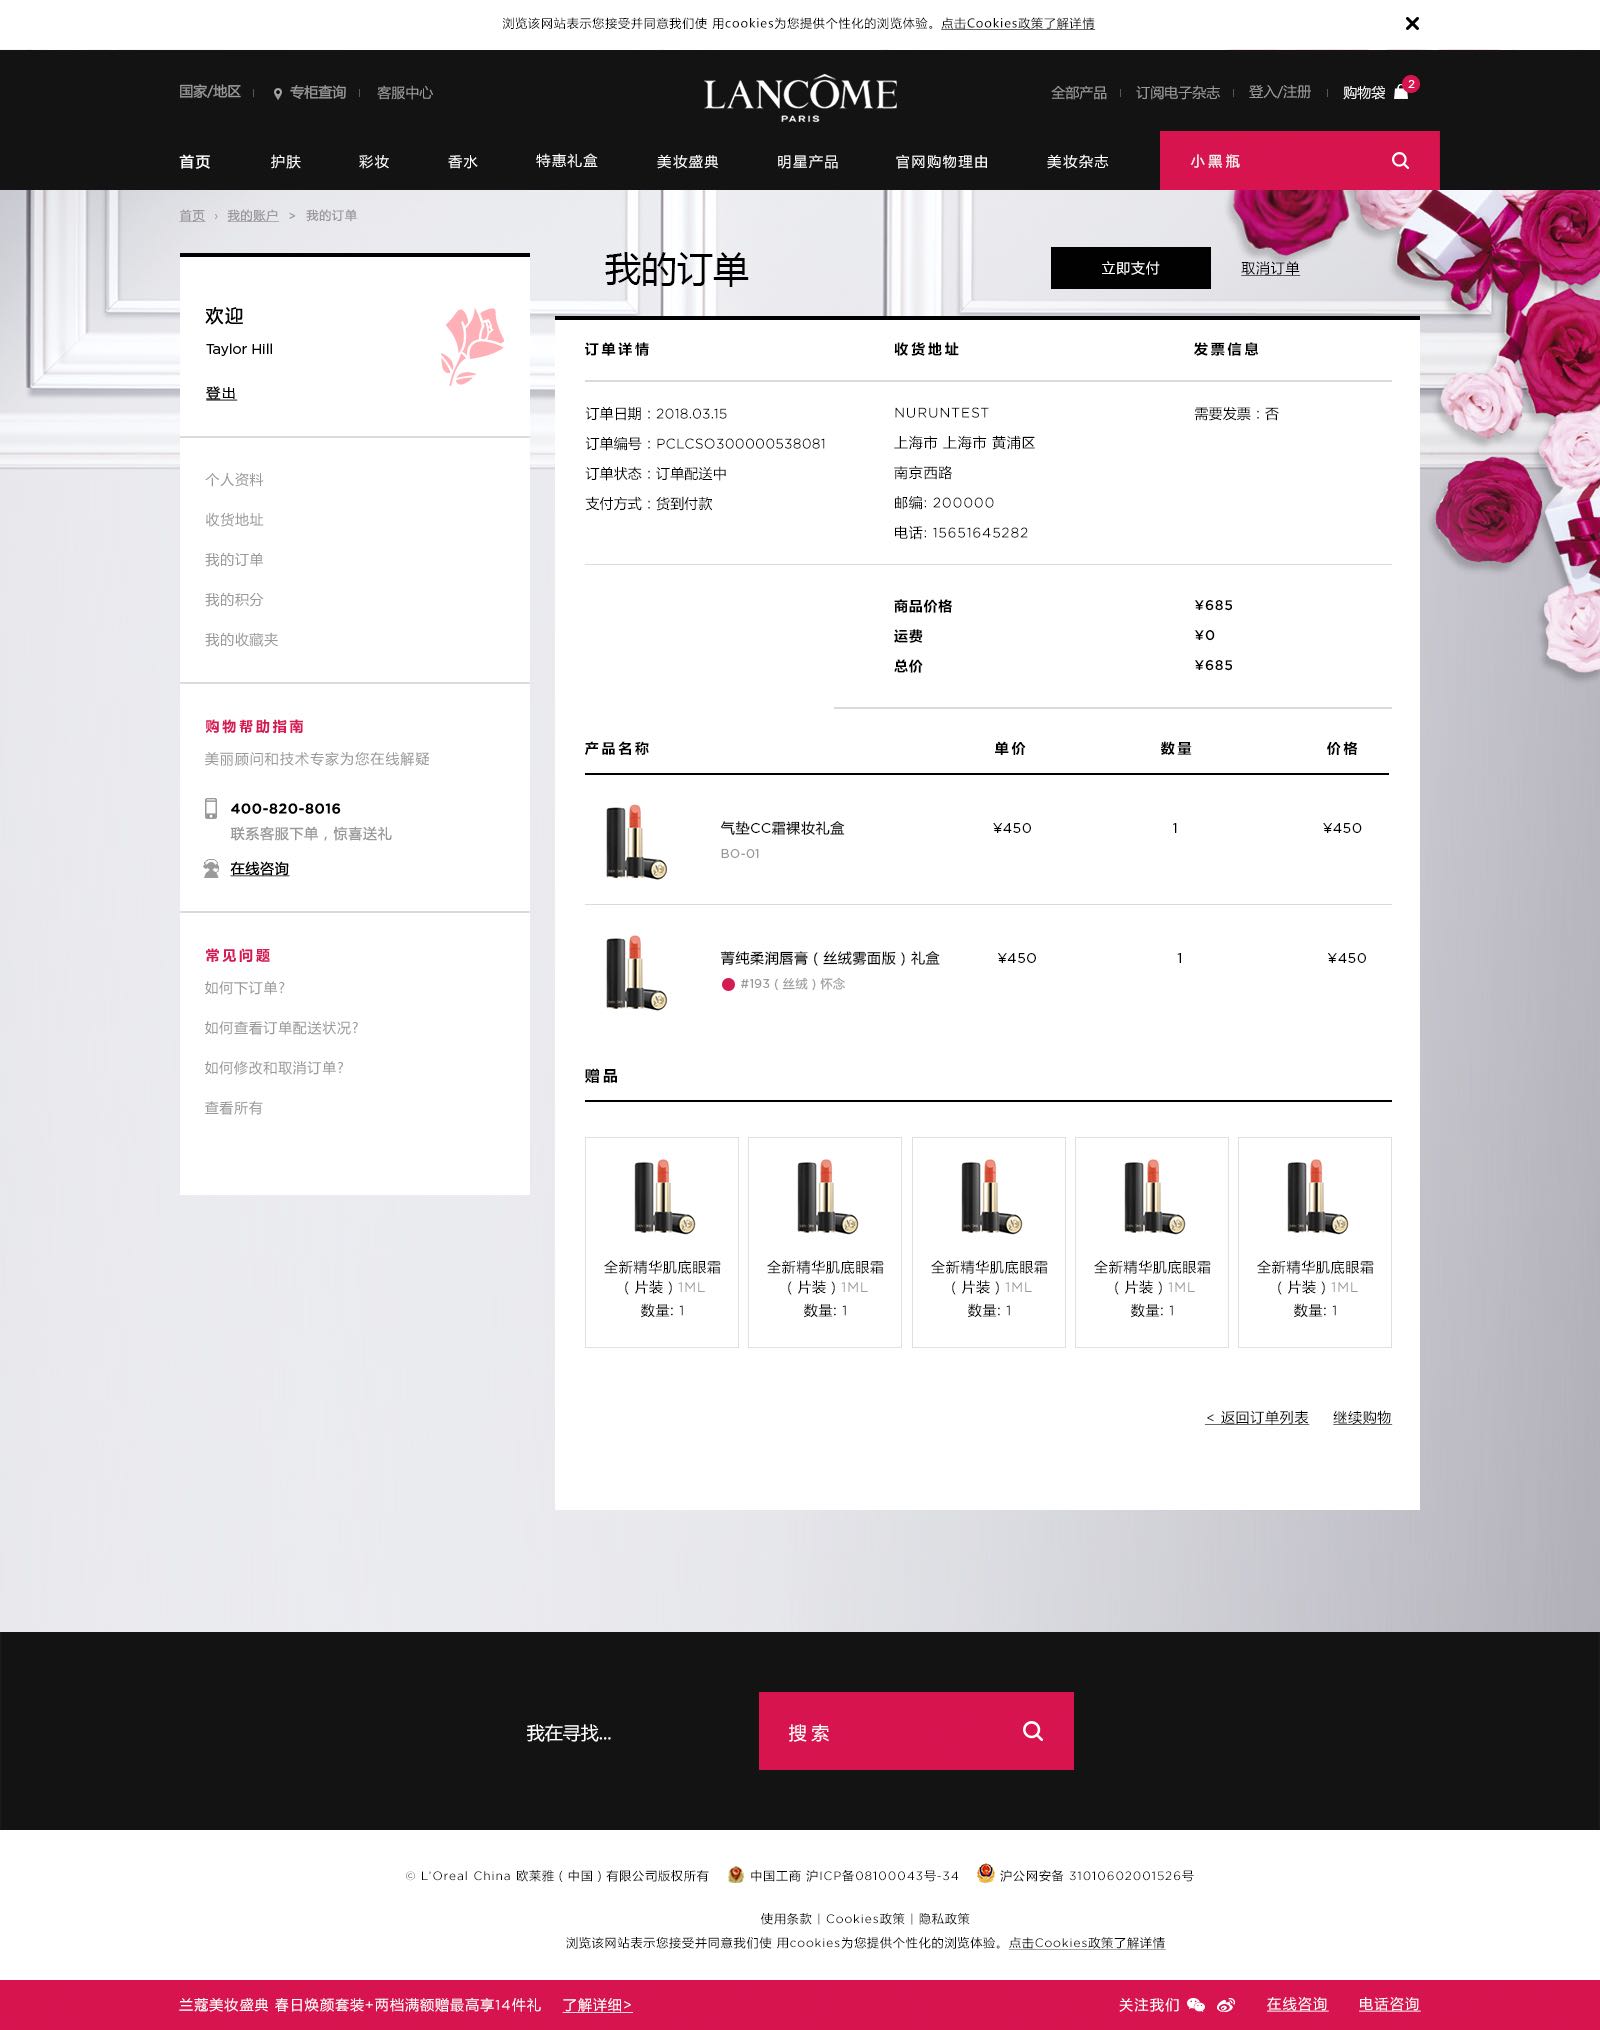 浏览该网站表示您接受并同意我们使 用cookies为您提供个性化的浏览体验。点击Cookies政策了解详情
国家/地区 专柜查询 客服中心
LANCÔME
PARIS
全部产品 订阅电子杂志 登入/注册 购物袋 2
首页 护肤 彩妆 香水 特惠礼盒 美妆盛典 明星产品 官网购物理由 美妆杂志 小黑瓶
首页 › 我的账户 > 我的订单
我的订单
立即支付 取消订单
欢迎
Taylor Hill
登出
个人资料
收货地址
我的订单
我的积分
我的收藏夹
购物帮助指南
美丽顾问和技术专家为您在线解疑
400-820-8016
联系客服下单，惊喜送礼
在线咨询
常见问题
如何下订单?
如何查看订单配送状况?
如何修改和取消订单?
查看所有
订单详情 收货地址 发票信息
订单日期：2018.03.15
订单编号：PCLCSO300000538081
订单状态：订单配送中
支付方式：货到付款
NURUNTEST
上海市 上海市 黄浦区
南京西路
邮编: 200000
电话: 15651645282
需要发票：否
商品价格 ¥685
运费 ¥0
总价 ¥685
产品名称 单价 数量 价格
气垫CC霜裸妆礼盒 ¥450 1 ¥450
BO-01
菁纯柔润唇膏（丝绒雾面版）礼盒 ¥450 1 ¥450
#193（丝绒）怀念
赠品
全新精华肌底眼霜
（片装）1ML
数量: 1
全新精华肌底眼霜
（片装）1ML
数量: 1
全新精华肌底眼霜
（片装）1ML
数量: 1
全新精华肌底眼霜
（片装）1ML
数量: 1
全新精华肌底眼霜
（片装）1ML
数量: 1
< 返回订单列表 继续购物
我在寻找... 搜索
© L'Oreal China 欧莱雅（中国）有限公司版权所有 中国工商 沪ICP备08100043号-34 沪公网安备 31010602001526号
使用条款 | Cookies政策 | 隐私政策
浏览该网站表示您接受并同意我们使 用cookies为您提供个性化的浏览体验。点击Cookies政策了解详情
兰蔻美妆盛典 春日焕颜套装+两档满额赠最高享14件礼 了解详细>
关注我们 在线咨询 电话咨询